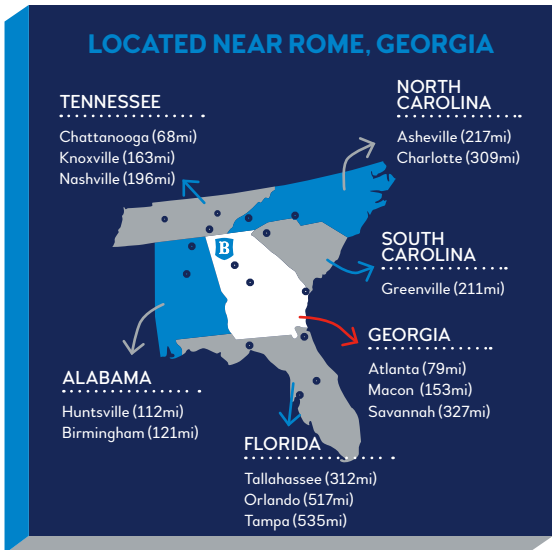 LOCATED NEAR ROME, GEORGIA
TENNESSEE
Chattanooga (68mi)
Knoxville (163mi)
Nashville (196mi)
NORTH
CAROLINA
Asheville (217mi)
Charlotte (309mi)
B
SOUTH
CAROLINA
Greenville (211mi)
GEORGIA
Atlanta (79mi)
Macon (153mi)
Savannah (327mi)
ALABAMA
Huntsville (112mi)
Birmingham (121mi)
FLORIDA
Tallahassee (312mi)
Orlando (517mi)
Tampa (535mi)